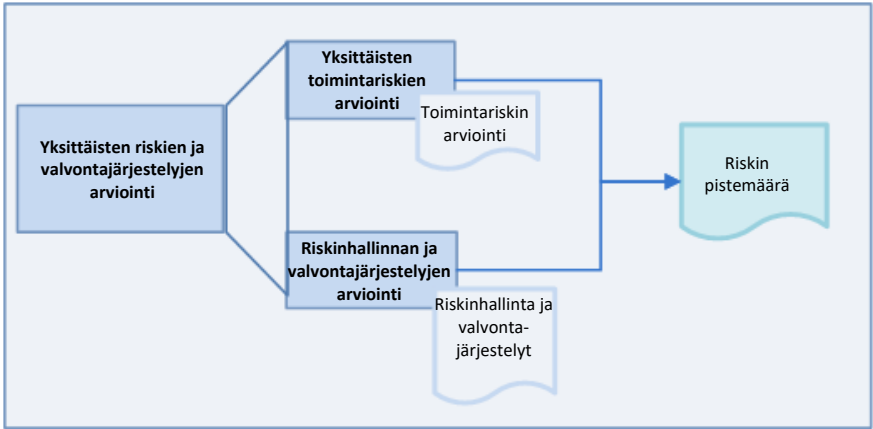 Yksittäisten riskien ja
valvontajärjestelyjen
arviointi
Yksittäisten
toimintariskien
arviointi
Toimintariskin
arviointi
Riskinhallinnan ja
valvontajärjestelyjen
arviointi
Riskinhallinta ja
valvonta-
järjestelyt
Riskin
pistemäärä